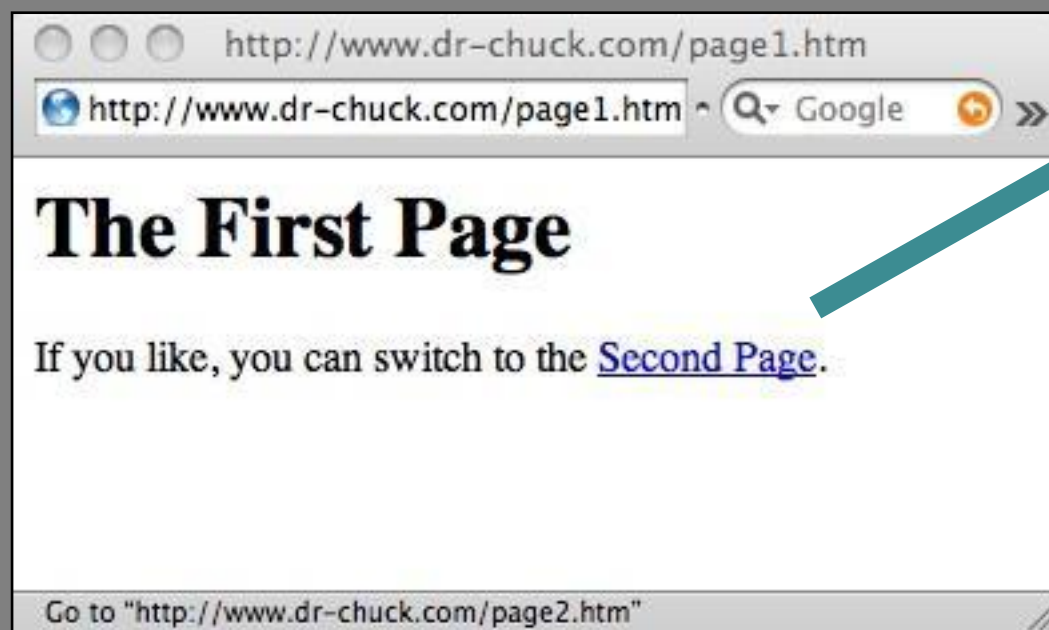 http://www.dr-chuck.com/page1.htm
http://www.dr-chuck.com/page1.htm Google
The First Page
If you like, you can switch to the Second Page.
Go to "http://www.dr-chuck.com/page2.htm"